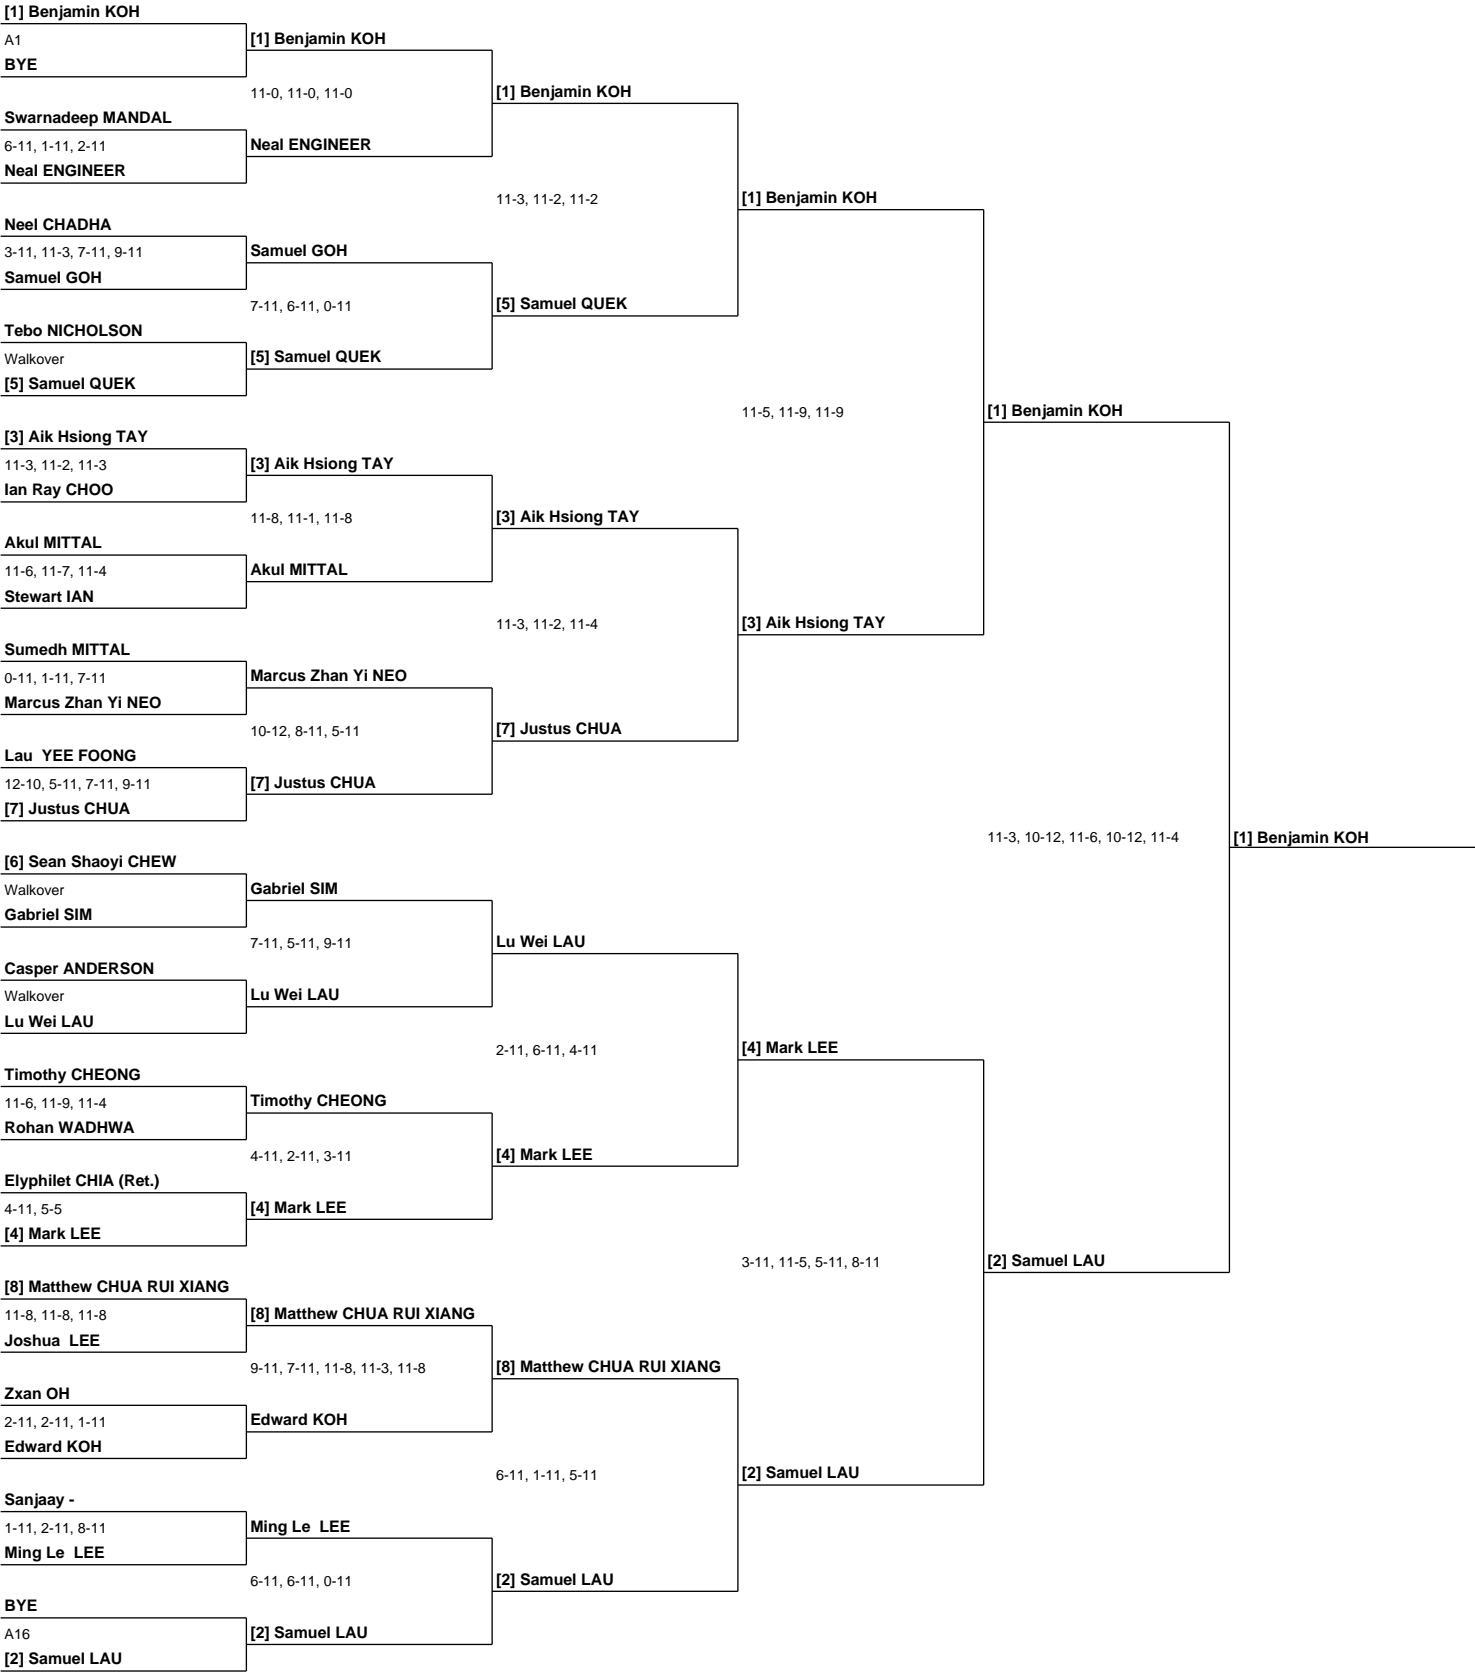 [1] Benjamin KOH
A1
[1] Benjamin KOH
BYE
11-0, 11-0, 11-0
[1] Benjamin KOH
Swarnadeep MANDAL
6-11, 1-11, 2-11
Neal ENGINEER
Neal ENGINEER
11-3, 11-2, 11-2
[1] Benjamin KOH
Neel CHADHA
3-11, 11-3, 7-11, 9-11
Samuel GOH
Samuel GOH
7-11, 6-11, 0-11
[5] Samuel QUEK
Tebo NICHOLSON
Walkover
[5] Samuel QUEK
[5] Samuel QUEK
11-5, 11-9, 11-9
[1] Benjamin KOH
[3] Aik Hsiong TAY
11-3, 11-2, 11-3
[3] Aik Hsiong TAY
Ian Ray CHOO
11-8, 11-1, 11-8
[3] Aik Hsiong TAY
Akul MITTAL
11-6, 11-7, 11-4
Akul MITTAL
Stewart IAN
11-3, 11-2, 11-4
[3] Aik Hsiong TAY
Sumedh MITTAL
0-11, 1-11, 7-11
Marcus Zhan Yi NEO
Marcus Zhan Yi NEO
10-12, 8-11, 5-11
[7] Justus CHUA
Lau  YEE FOONG
12-10, 5-11, 7-11, 9-11
[7] Justus CHUA
[7] Justus CHUA
11-3, 10-12, 11-6, 10-12, 11-4
[1] Benjamin KOH
[6] Sean Shaoyi CHEW
Walkover
Gabriel SIM
Gabriel SIM
7-11, 5-11, 9-11
Lu Wei LAU
Casper ANDERSON
Walkover
Lu Wei LAU
Lu Wei LAU
2-11, 6-11, 4-11
[4] Mark LEE
Timothy CHEONG
11-6, 11-9, 11-4
Timothy CHEONG
Rohan WADHWA
4-11, 2-11, 3-11
[4] Mark LEE
Elyphilet CHIA (Ret.)
4-11, 5-5
[4] Mark LEE
[4] Mark LEE
3-11, 11-5, 5-11, 8-11
[2] Samuel LAU
[8] Matthew CHUA RUI XIANG
11-8, 11-8, 11-8
[8] Matthew CHUA RUI XIANG
Joshua  LEE
9-11, 7-11, 11-8, 11-3, 11-8
[8] Matthew CHUA RUI XIANG
Zxan OH
2-11, 2-11, 1-11
Edward KOH
Edward KOH
6-11, 1-11, 5-11
[2] Samuel LAU
Sanjaay -
1-11, 2-11, 8-11
Ming Le  LEE
Ming Le  LEE
6-11, 6-11, 0-11
[2] Samuel LAU
BYE
A16
[2] Samuel LAU
[2] Samuel LAU